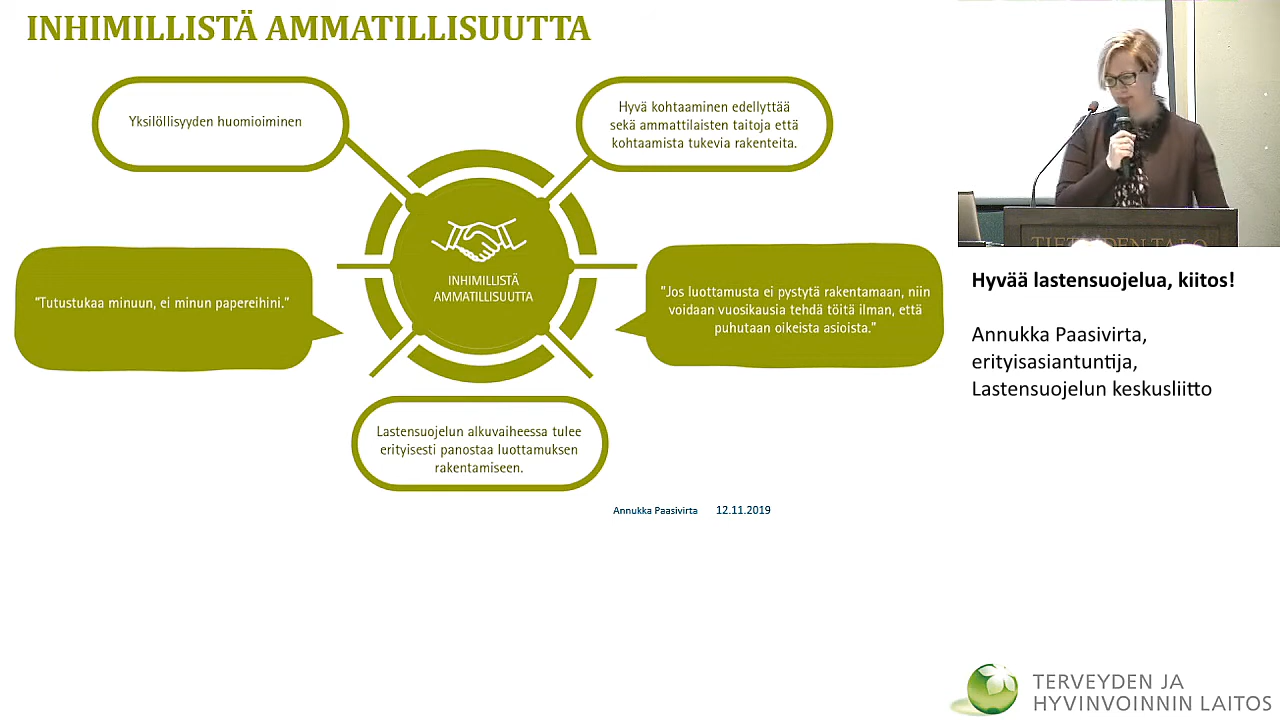 INHIMILLISTÄ AMMATILLISUUTTA
Yksilöllisyyden huomioiminen
Hyvä kohtaaminen edellyttää
sekä ammattilaisten taitoja että
kohtaamista tukevia rakenteita.
"Tutustukaa minuun, ei minun papereihini."
INHIMILLISTÄ
AMMATILLISUUTTA
"Jos luottamusta ei pystytä rakentamaan, niin
voidaan vuosikausia tehdä töitä ilman, että
puhutaan oikeista asioista."
Lastensuojelun alkuvaiheessa tulee
erityisesti panostaa luottamuksen
rakentamiseen.
Annukka Paasivirta 12.11.2019
TIETEIDEN TALO
Hyvää lastensuojelua, kiitos!
Annukka Paasivirta,
erityisasiantuntija,
Lastensuojelun keskusliitto
TERVEYDEN JA
HYVINVOINNIN LAITOS